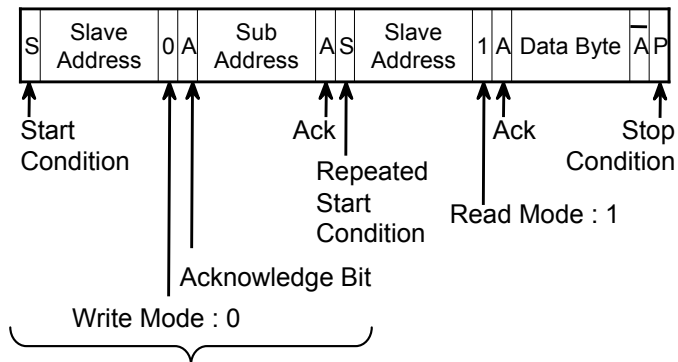 S Slave Address 0 A Sub Address A S Slave Address 1 A Data Byte A̅ P
Start Condition
Ack
Ack
Stop Condition
Repeated Start Condition
Read Mode : 1
Acknowledge Bit
Write Mode : 0